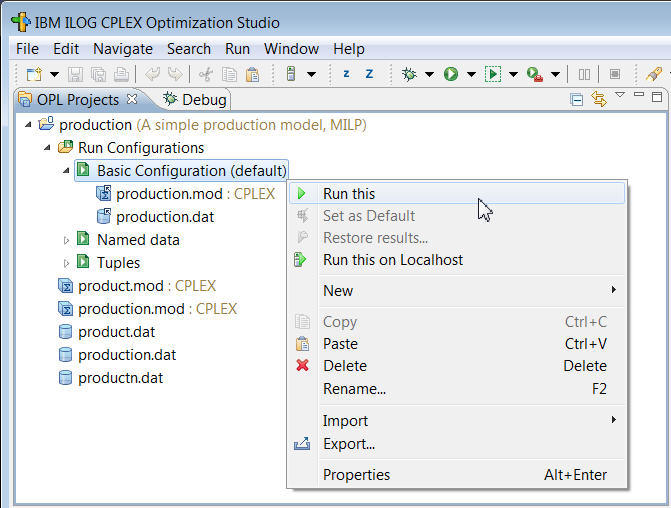 IBM ILOG CPLEX Optimization Studio
File Edit Navigate Search Run Window Help
z Z
OPL Projects Debug
production (A simple production model, MILP)
Run Configurations
Basic Configuration (default)
production.mod : CPLEX
production.dat
Named data
Tuples
product.mod : CPLEX
production.mod : CPLEX
product.dat
production.dat
productn.dat
Run this
Set as Default
Restore results...
Run this on Localhost
New
Copy Ctrl+C
Paste Ctrl+V
Delete Delete
Rename... F2
Import
Export...
Properties Alt+Enter